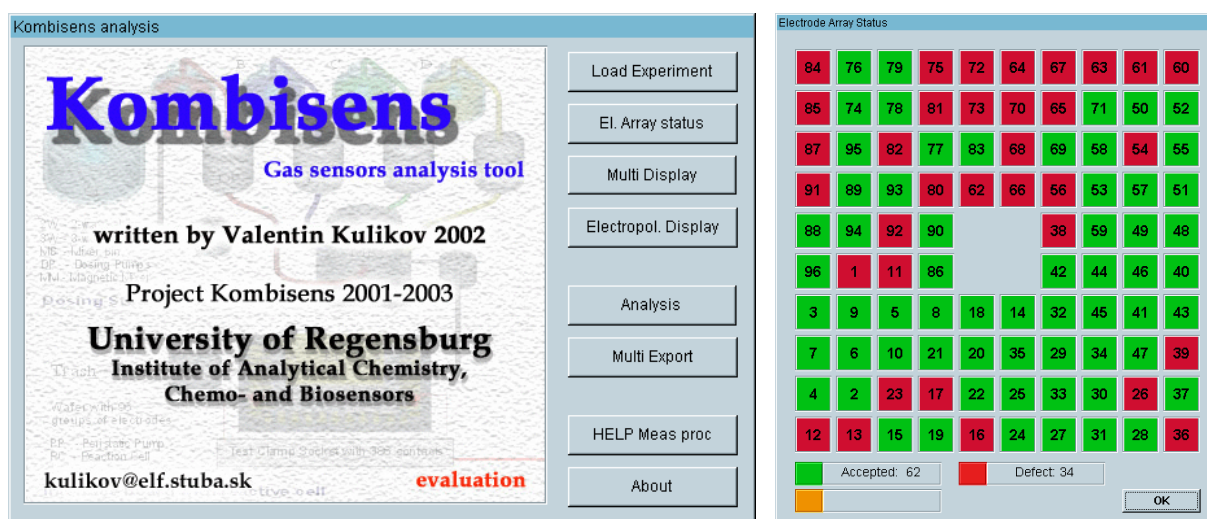 Kombisens analysis
Kombisens
Gas sensors analysis tool
written by Valentin Kulikov 2002
Project Kombisens 2001-2003
University of Regensburg
Institute of Analytical Chemistry,
Chemo- and Biosensors
kulikov@elf.stuba.sk evaluation
Load Experiment
El. Array status
Multi Display
Electropol. Display
Analysis
Multi Export
HELP Meas proc
About
Electrode Array Status
84 76 79 75 72 64 67 63 61 60
85 74 78 81 73 70 65 71 50 52
87 95 82 77 83 68 69 58 54 55
91 89 93 80 62 66 56 53 57 51
88 94 92 90 38 59 49 48
96 1 11 86 42 44 46 40
3 9 5 8 18 14 32 45 41 43
7 6 10 21 20 35 29 34 47 39
4 2 23 17 22 25 33 30 26 37
12 13 15 19 16 24 27 31 28 36
Accepted: 62 Defect: 34
OK